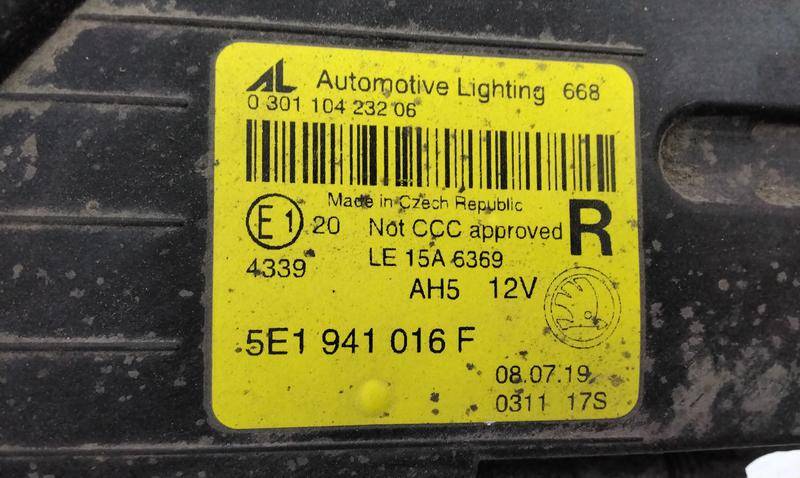 AL Automotive Lighting 668
0 301 104 232 06
Made in Czech Republic
E1 20 Not CCC approved R
4339 LE 15A 6369
AH5 12V
5E1 941 016 F
08.07.19
0311 17S